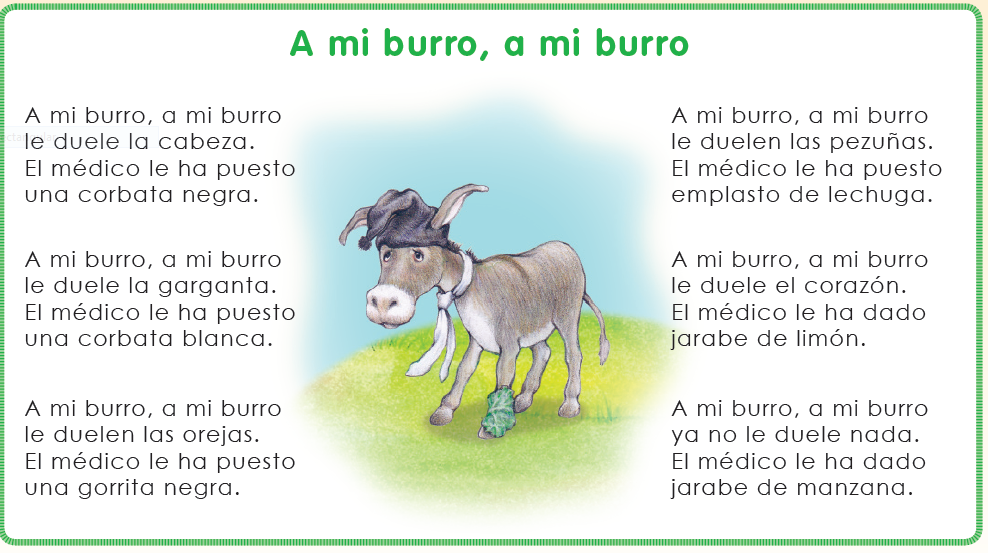 A mi burro, a mi burro
A mi burro, a mi burro
le duele la cabeza.
El médico le ha puesto
una corbata negra.
A mi burro, a mi burro
le duele la garganta.
El médico le ha puesto
una corbata blanca.
A mi burro, a mi burro
le duelen las orejas.
El médico le ha puesto
una gorrita negra.
A mi burro, a mi burro
le duelen las pezuñas.
El médico le ha puesto
emplasto de lechuga.
A mi burro, a mi burro
le duele el corazón.
El médico le ha dado
jarabe de limón.
A mi burro, a mi burro
ya no le duele nada.
El médico le ha dado
jarabe de manzana.